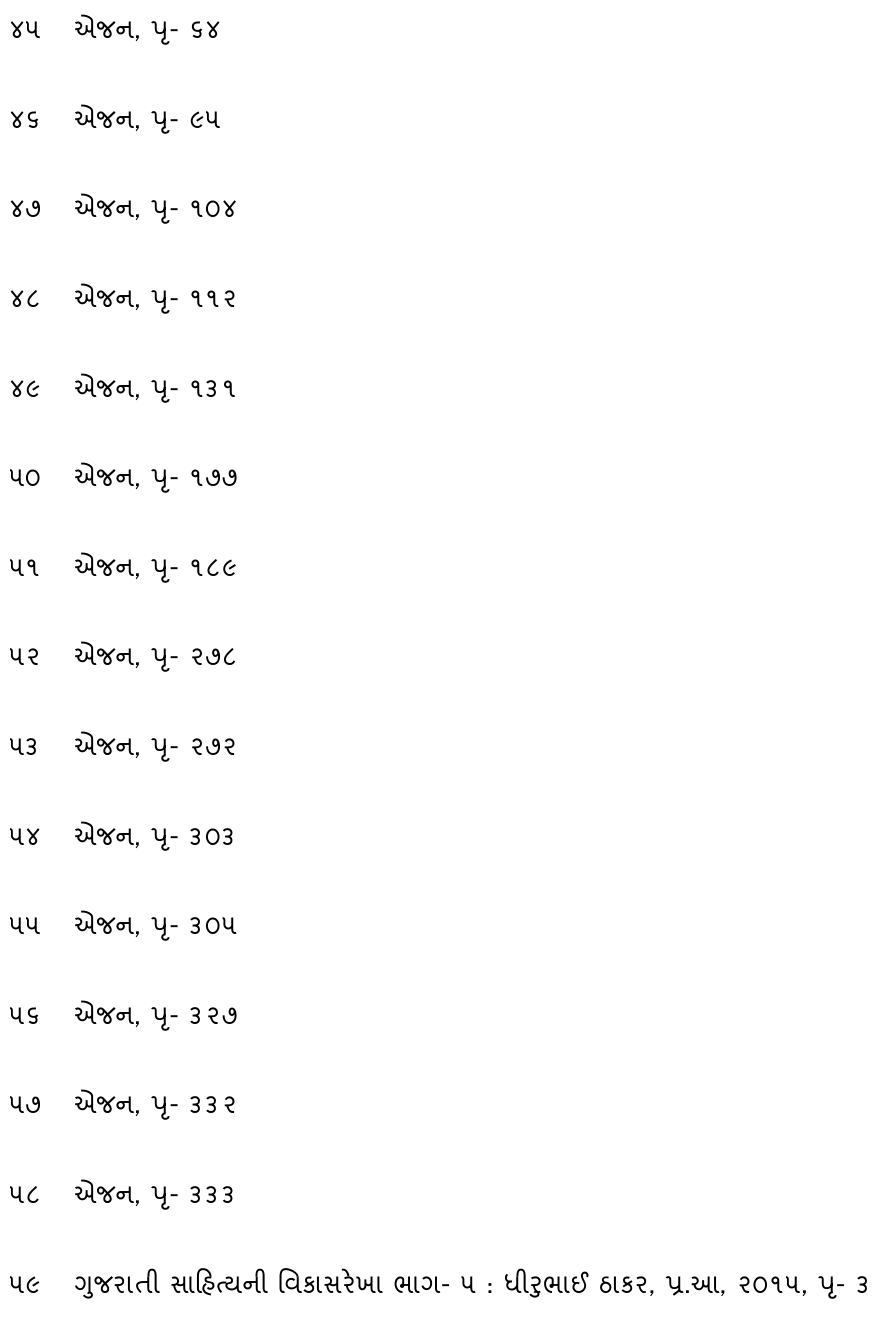 ૪૫ એજન, પૃ- ૬૪
૪૬ એજન, પૃ- ૯૫
૪૭ એજન, પૃ- ૧૦૪
૪૮ એજન, પૃ- ૧૧૨
૪૯ એજન, પૃ- ૧૩૧
૫૦ એજન, પૃ- ૧૭૭
૫૧ એજન, પૃ- ૧૮૯
૫૨ એજન, પૃ- ૨૭૮
૫૩ એજન, પૃ- ૨૭૨
૫૪ એજન, પૃ- ૩૦૩
૫૫ એજન, પૃ- ૩૦૫
૫૬ એજન, પૃ- ૩૨૭
૫૭ એજન, પૃ- ૩૩૨
૫૮ એજન, પૃ- ૩૩૩
૫૯ ગુજરાતી સાહિત્યની વિકાસરેખા ભાગ- ૫ : ધીરુભાઈ ઠાકર, પ્ર.આ, ૨૦૧૫, પૃ- ૩